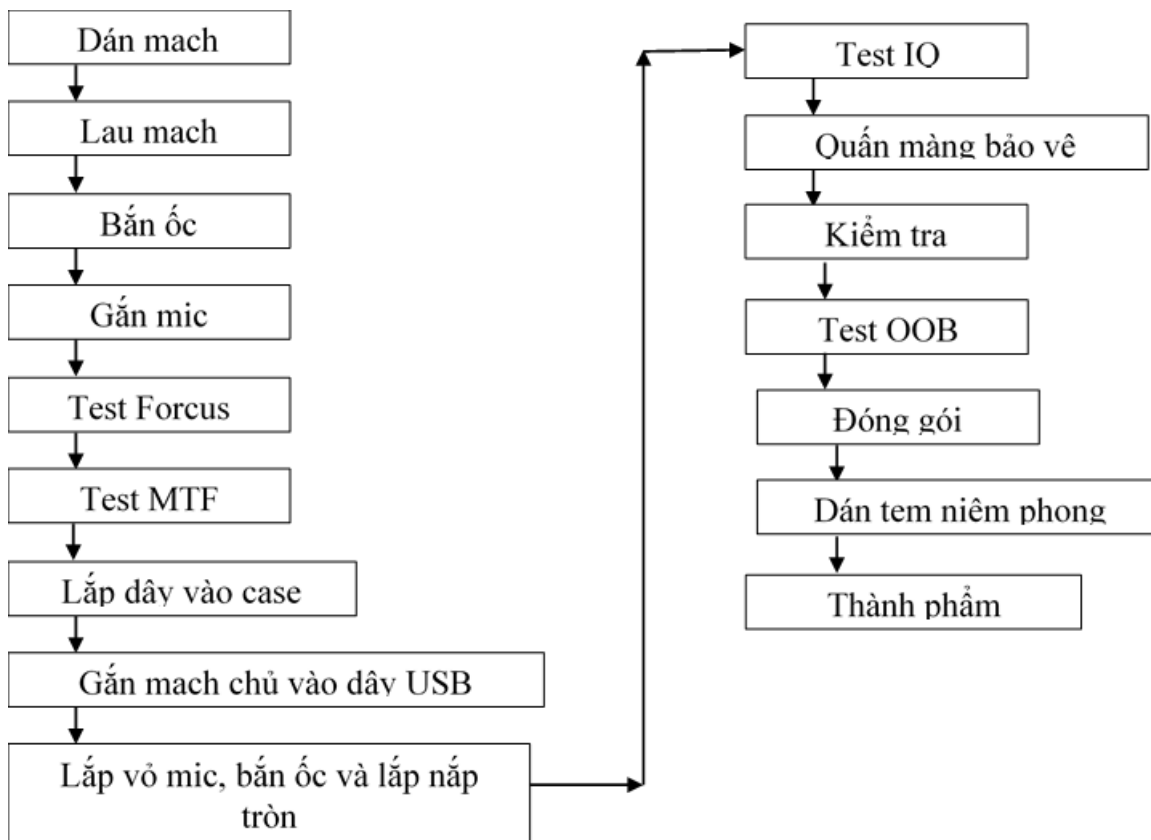 Dán mach
Lau mach
Bắn ốc
Gắn mic
Test Forcus
Test MTF
Lắp dây vào case
Gắn mach chủ vào dây USB
Lắp vỏ mic, bắn ốc và lắp nắp
tròn
Test IQ
Quấn màng bảo vê
Kiểm tra
Test OOB
Đóng gói
Dán tem niêm phong
Thành phẩm